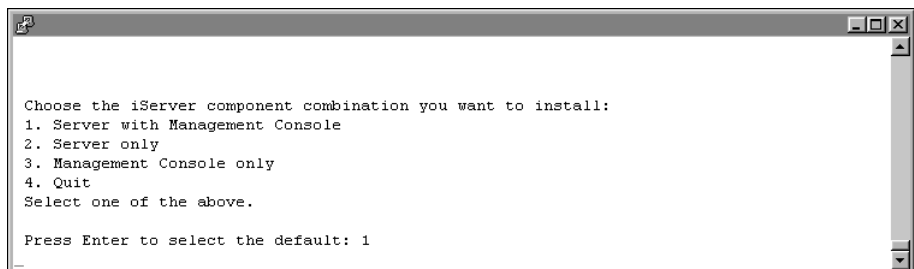 Choose the iServer component combination you want to install:
1. Server with Management Console
2. Server only
3. Management Console only
4. Quit
Select one of the above.
Press Enter to select the default: 1